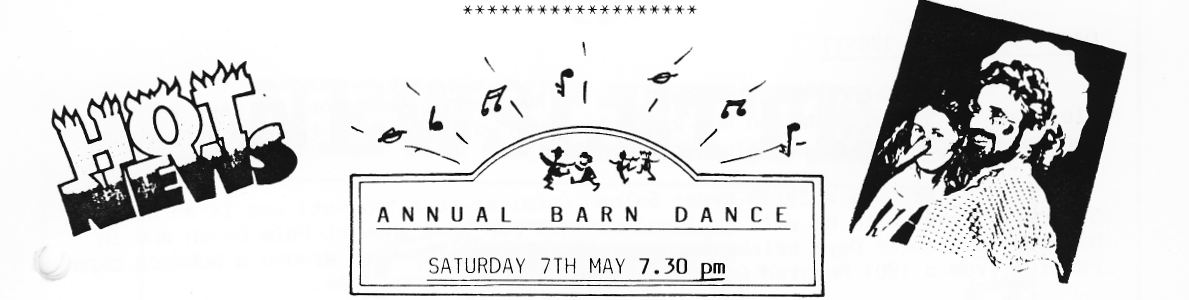 *******************
HOT
NEWS
ANNUAL BARN DANCE
SATURDAY 7TH MAY 7.30 pm